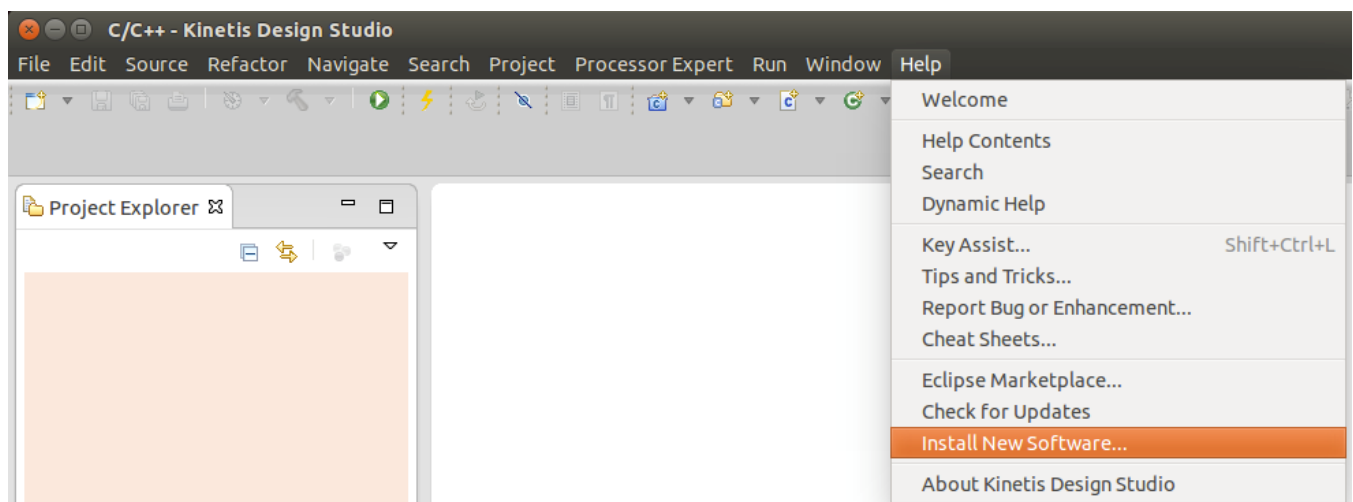 C/C++ - Kinetis Design Studio
File Edit Source Refactor Navigate Search Project Processor Expert Run Window Help
Welcome
Help Contents
Search
Dynamic Help
Project Explorer
Key Assist... Shift+Ctrl+L
Tips and Tricks...
Report Bug or Enhancement...
Cheat Sheets...
Eclipse Marketplace...
Check for Updates
Install New Software...
About Kinetis Design Studio